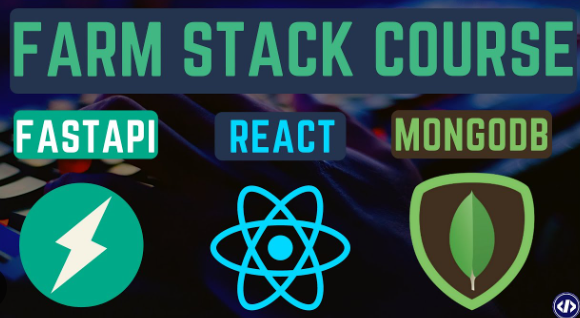 FARM STACK COURSE
FASTAPI
REACT
MONGODB
</>